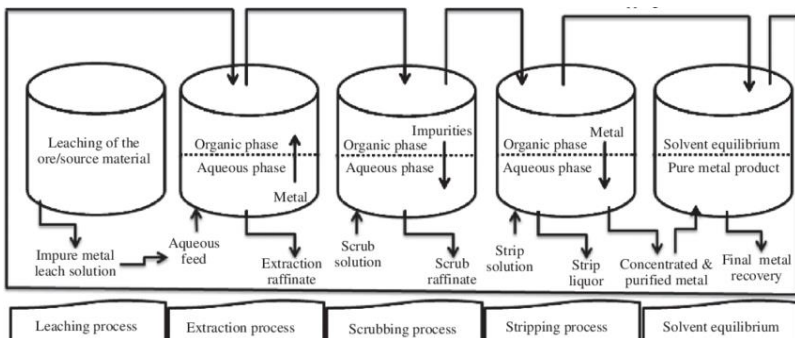 Leaching of the
ore/source material
Organic phase
Aqueous phase
Metal
Impurities
Organic phase
Aqueous phase
Metal
Organic phase
Aqueous phase
Solvent equilibrium
Pure metal product
Impure metal
leach solution
Aqueous
feed
Extraction
raffinate
Scrub
solution
Scrub
raffinate
Strip
solution
Strip
liquor
Concentrated &
purified metal
Final metal
recovery
Leaching process
Extraction process
Scrubbing process
Stripping process
Solvent equilibrium